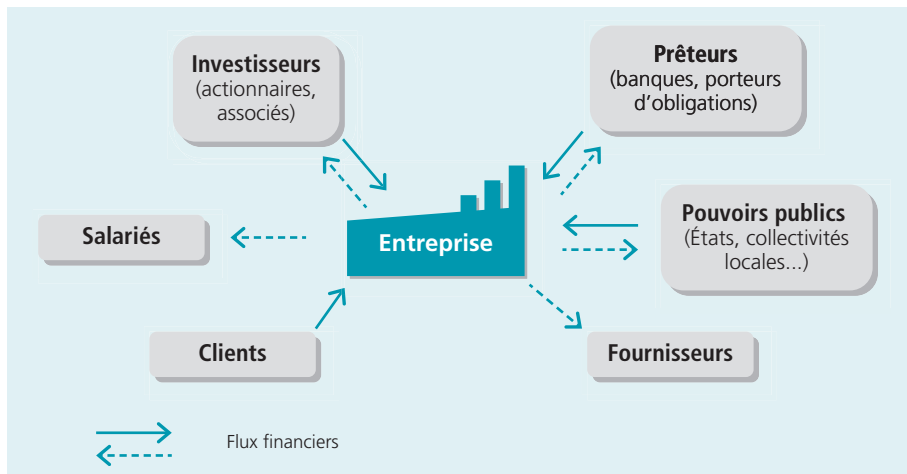 Investisseurs
(actionnaires,
associés)
Prêteurs
(banques, porteurs
d'obligations)
Salariés
Entreprise
Pouvoirs publics
(États, collectivités
locales...)
Clients
Fournisseurs
Flux financiers